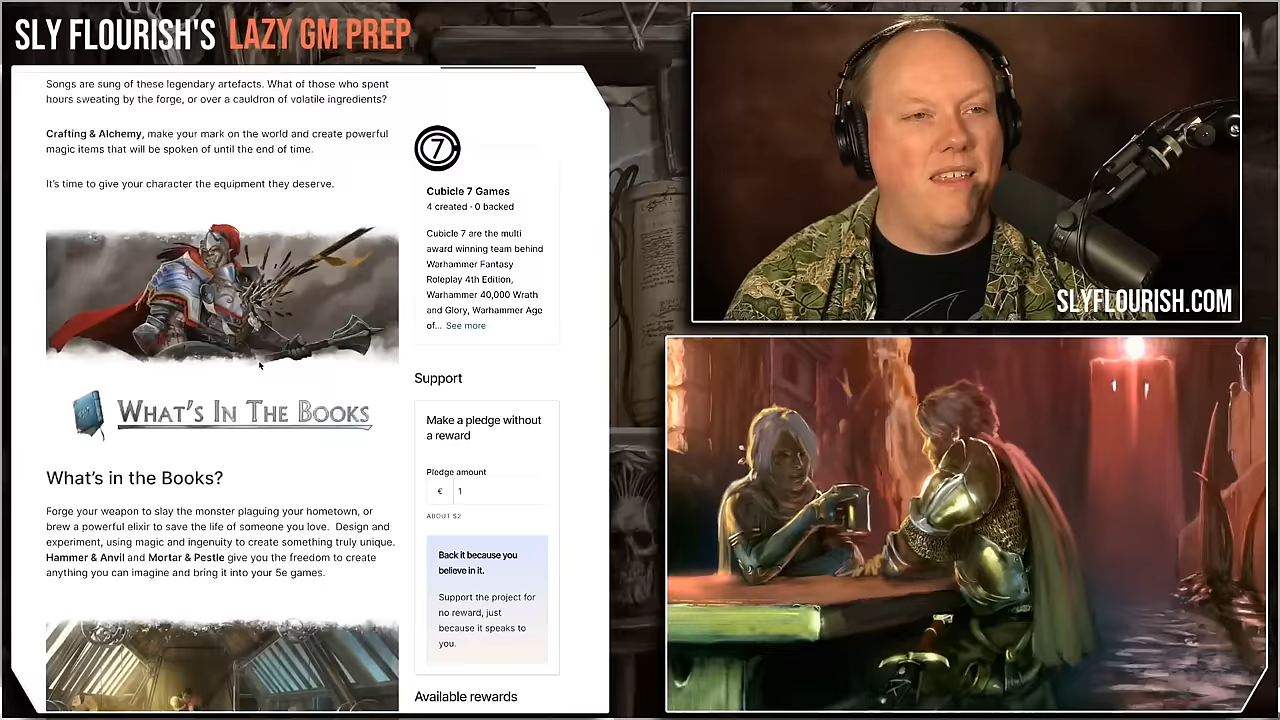 SLY FLOURISH'S LAZY GM PREP
Songs are sung of these legendary artefacts. What of those who spent
hours sweating by the forge, or over a cauldron of volatile ingredients?
Crafting & Alchemy, make your mark on the world and create powerful
magic items that will be spoken of until the end of time.
It's time to give your character the equipment they deserve.
WHAT'S IN THE BOOKS
What's in the Books?
Forge your weapon to slay the monster plaguing your hometown, or
brew a powerful elixir to save the life of someone you love. Design and
experiment, using magic and ingenuity to create something truly unique.
Hammer & Anvil and Mortar & Pestle give you the freedom to create
anything you can imagine and bring it into your 5e games.
7
Cubicle 7 Games
4 created · 0 backed
Cubicle 7 are the multi
award winning team behind
Warhammer Fantasy
Roleplay 4th Edition,
Warhammer 40,000 Wrath
and Glory, Warhammer Age
of... See more
Support
Make a pledge without
a reward
Pledge amount
€ 1
ABOUT $2
Back it because you
believe in it.
Support the project for
no reward, just
because it speaks to
you.
Available rewards
SLYFLOURISH.COM